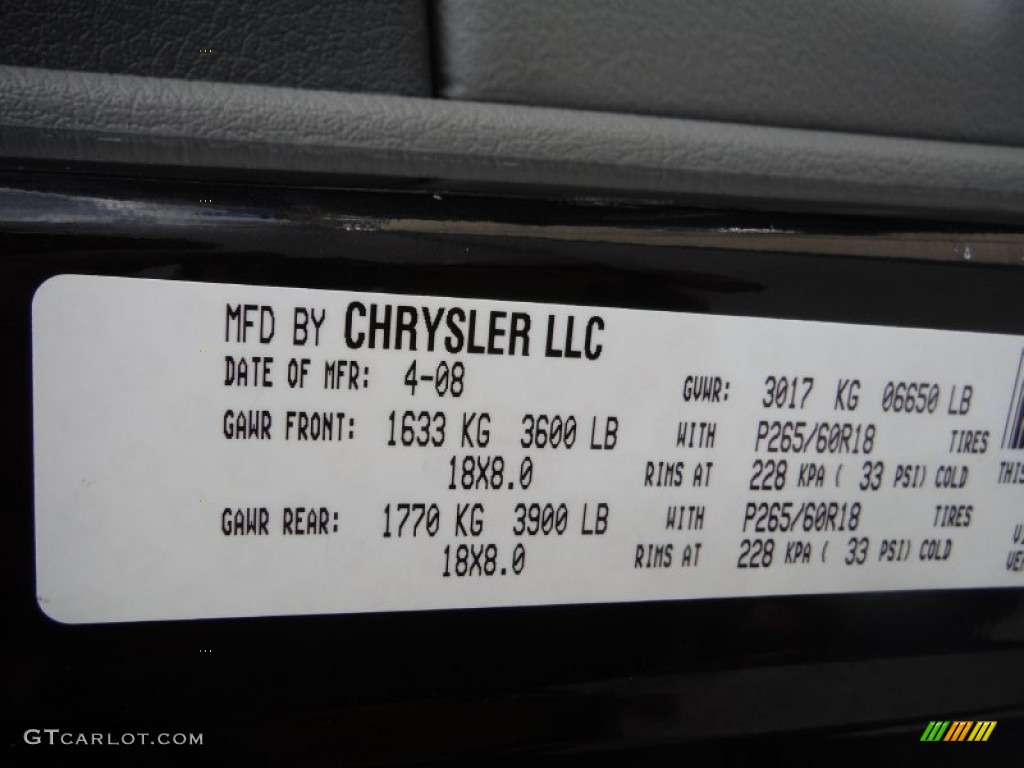 MFD BY CHRYSLER LLC
DATE OF MFR: 4-08 GVWR: 3017 KG 06650 LB
GAWR FRONT: 1633 KG 3600 LB WITH P265/60R18 TIRES
18X8.0 RIMS AT 228 KPA ( 33 PSI) COLD THIS
GAWR REAR: 1770 KG 3900 LB WITH P265/60R18 TIRES
18X8.0 RIMS AT 228 KPA ( 33 PSI) COLD
GTCARLOT.COM